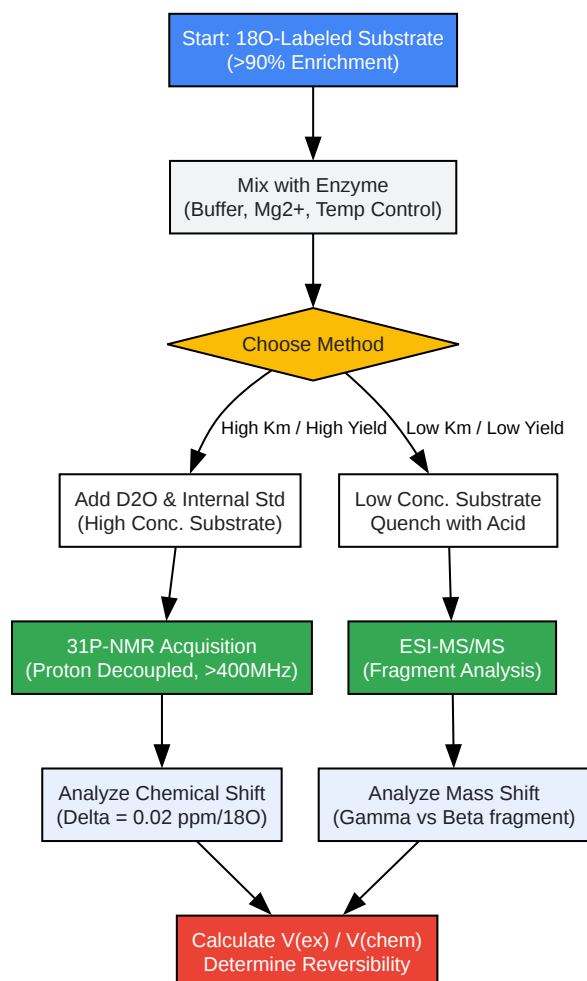 Start: 18O-Labeled Substrate
(>90% Enrichment)
Mix with Enzyme
(Buffer, Mg2+, Temp Control)
Choose Method
High Km / High Yield
Low Km / Low Yield
Add D2O & Internal Std
(High Conc. Substrate)
Low Conc. Substrate
Quench with Acid
31P-NMR Acquisition
(Proton Decoupled, >400MHz)
ESI-MS/MS
(Fragment Analysis)
Analyze Chemical Shift
(Delta = 0.02 ppm/18O)
Analyze Mass Shift
(Gamma vs Beta fragment)
Calculate V(ex) / V(chem)
Determine Reversibility